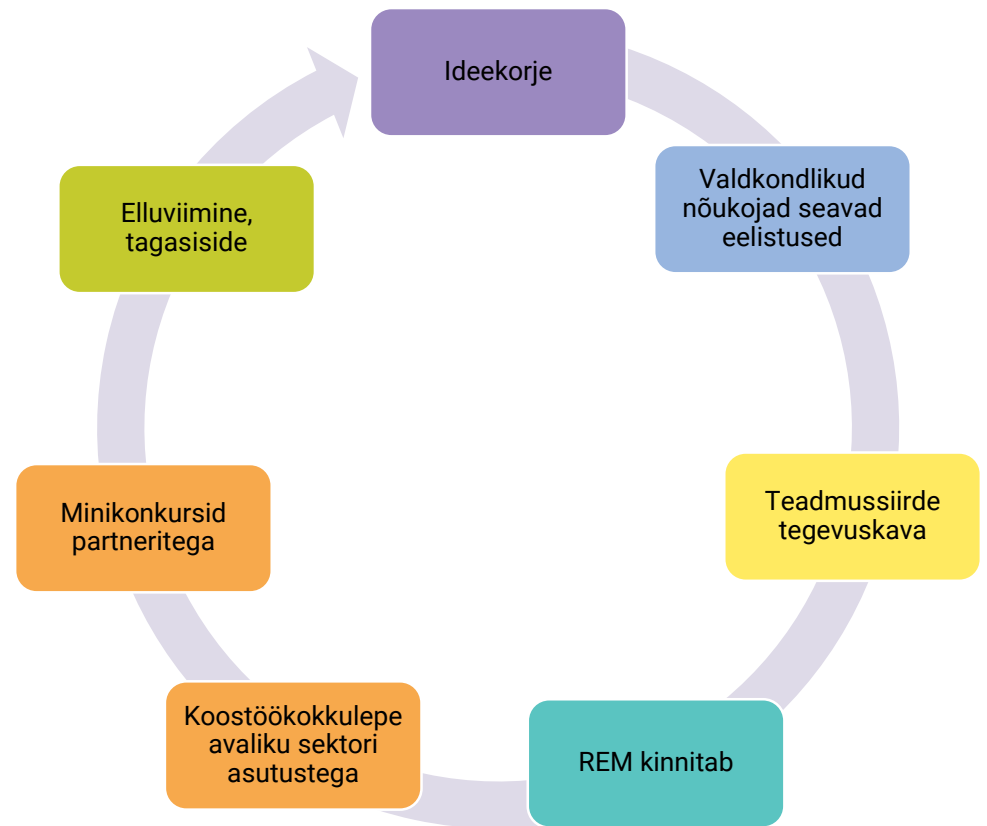 Ideekorje
Valdkondlikud
nõukojad seavad
eelistused
Teadmussiirde
tegevuskava
REM kinnitab
Koostöökokkulepe
avaliku sektori
asutustega
Minikonkursid
partneritega
Elluviimine,
tagasiside